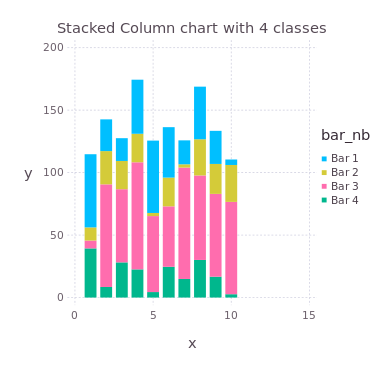 Stacked Column chart with 4 classes
200
150
100
50
0
y
0 5 10 15
x
bar_nb
Bar 1
Bar 2
Bar 3
Bar 4